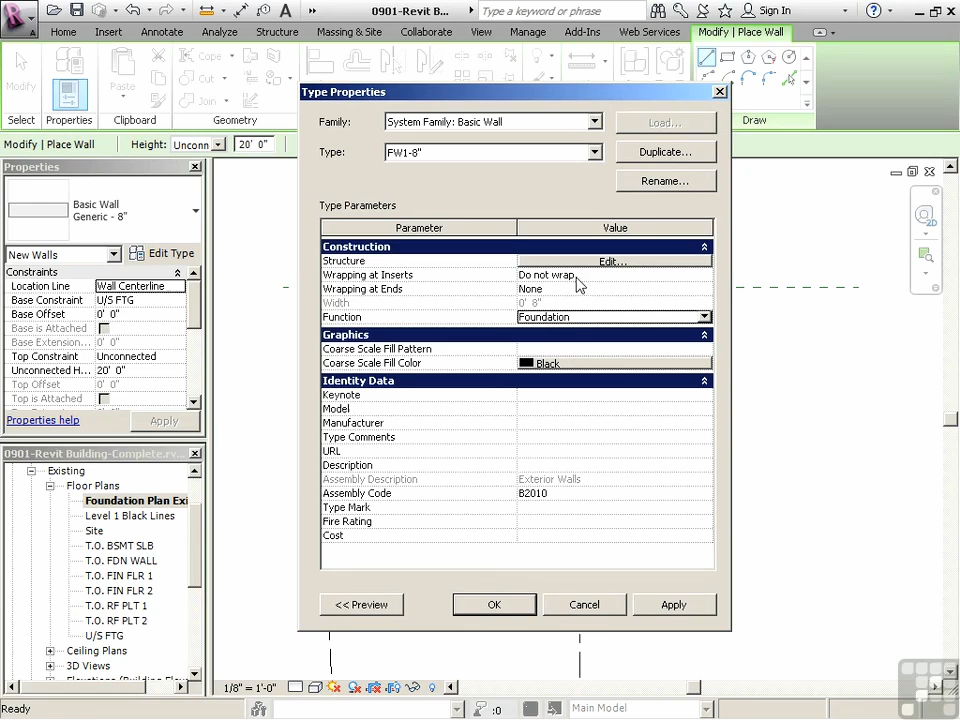 0901-Revit B...
Type a keyword or phrase
Sign In
Home Insert Annotate Analyze Structure Massing & Site Collaborate View Manage Add-Ins Web Services Modify | Place Wall
Modify
Paste
Cope
Cut
Join
Select Properties Clipboard Geometry Draw
Modify | Place Wall Height: Unconn 20' 0"
Properties
Basic Wall
Generic - 8"
New Walls Edit Type
Constraints
Location Line Wall Centerline
Base Constraint U/S FTG
Base Offset 0' 0"
Base is Attached
Base Extension...
Top Constraint Unconnected
Unconnected H... 20' 0"
Top Offset 0' 0"
Top is Attached
Properties help Apply
0901-Revit Building-Complete.rv...
Existing
Floor Plans
Foundation Plan Exi
Level 1 Black Lines
Site
T.O. BSMT SLB
T.O. FDN WALL
T.O. FIN FLR 1
T.O. FIN FLR 2
T.O. RF PLT 1
T.O. RF PLT 2
U/S FTG
Ceiling Plans
3D Views
Type Properties
Family: System Family: Basic Wall Load...
Type: FW1-8" Duplicate...
Rename...
Type Parameters
Parameter Value
Construction
Structure Edit...
Wrapping at Inserts Do not wrap
Wrapping at Ends None
Width 0' 8"
Function Foundation
Graphics
Coarse Scale Fill Pattern
Coarse Scale Fill Color Black
Identity Data
Keynote
Model
Manufacturer
Type Comments
URL
Description
Assembly Description Exterior Walls
Assembly Code B2010
Type Mark
Fire Rating
Cost
<< Preview OK Cancel Apply
2D
1/8" = 1'-0"
Ready :0 Main Model